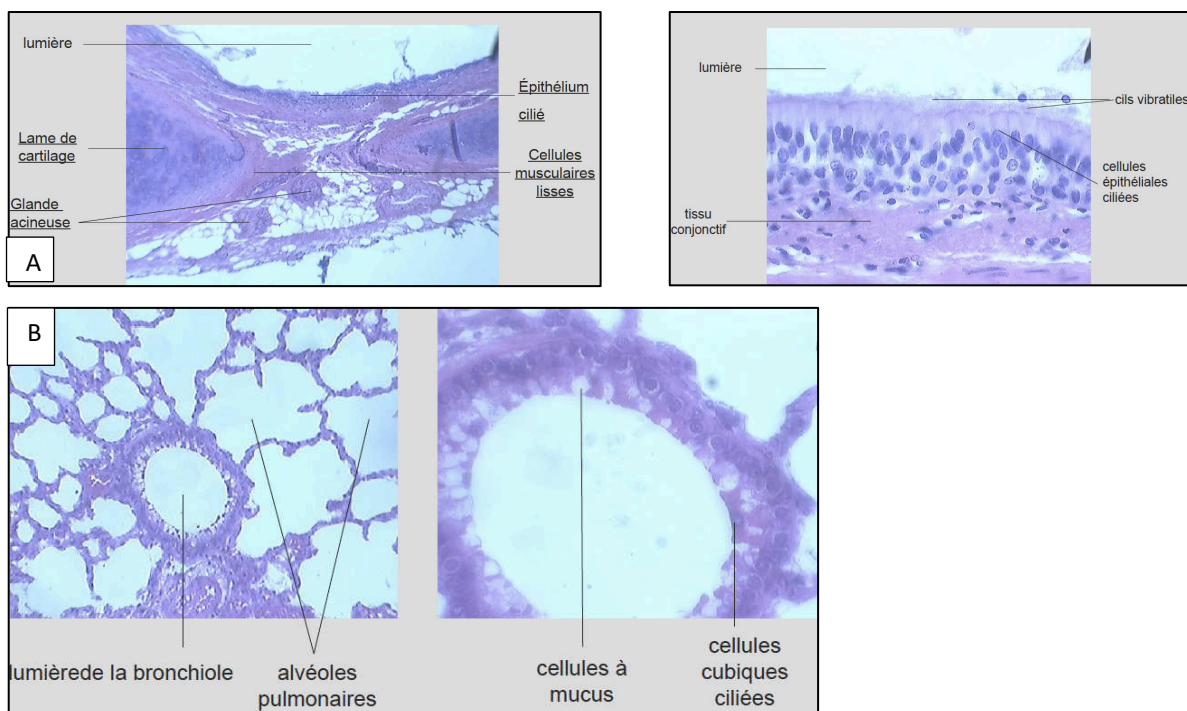 lumière
Épithélium
cilié
Lame de
cartilage
Cellules
musculaires
lisses
Glande
acineuse
A
lumière
cils vibratiles
cellules
épithéliales
ciliées
tissu
conjonctif
B
lumièrede la bronchiole
alvéoles
pulmonaires
cellules à
mucus
cellules
cubiques
ciliées